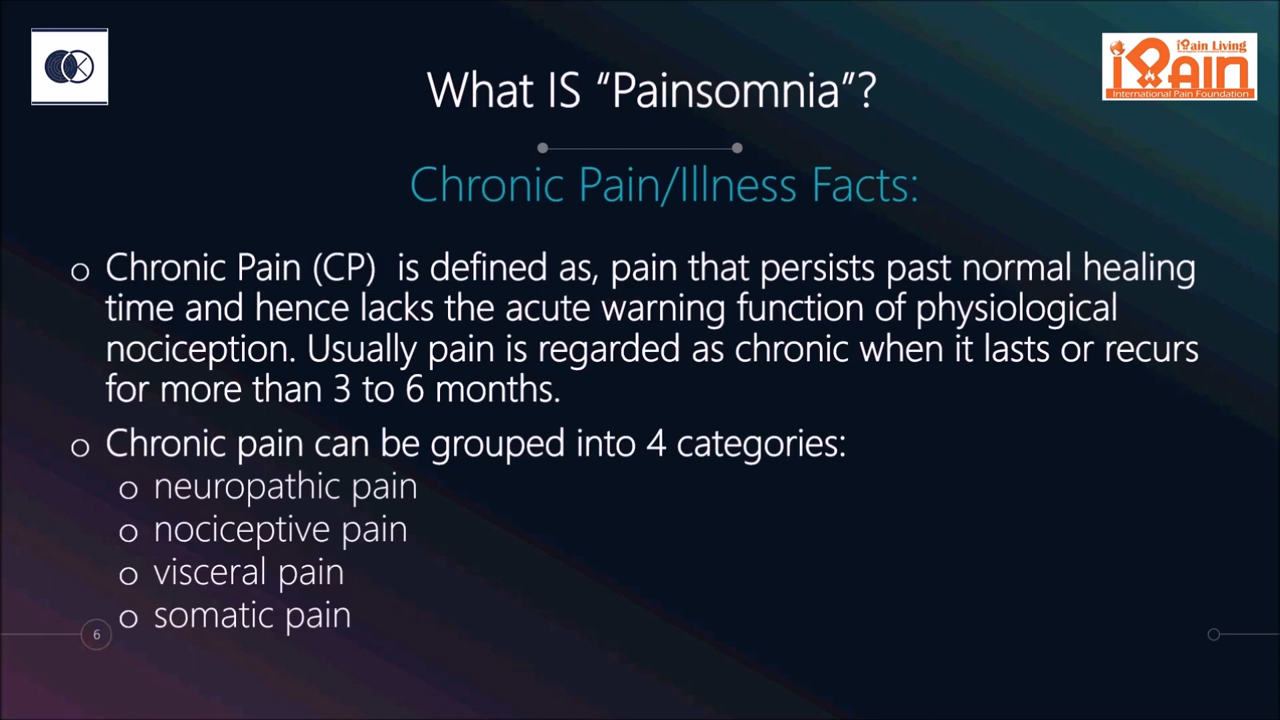 iPain Living
iPain
International Pain Foundation
What IS “Painsomnia”?
Chronic Pain/Illness Facts:
o Chronic Pain (CP)  is defined as, pain that persists past normal healing
time and hence lacks the acute warning function of physiological
nociception. Usually pain is regarded as chronic when it lasts or recurs
for more than 3 to 6 months.
o Chronic pain can be grouped into 4 categories:
o neuropathic pain
o nociceptive pain
o visceral pain
o somatic pain
6